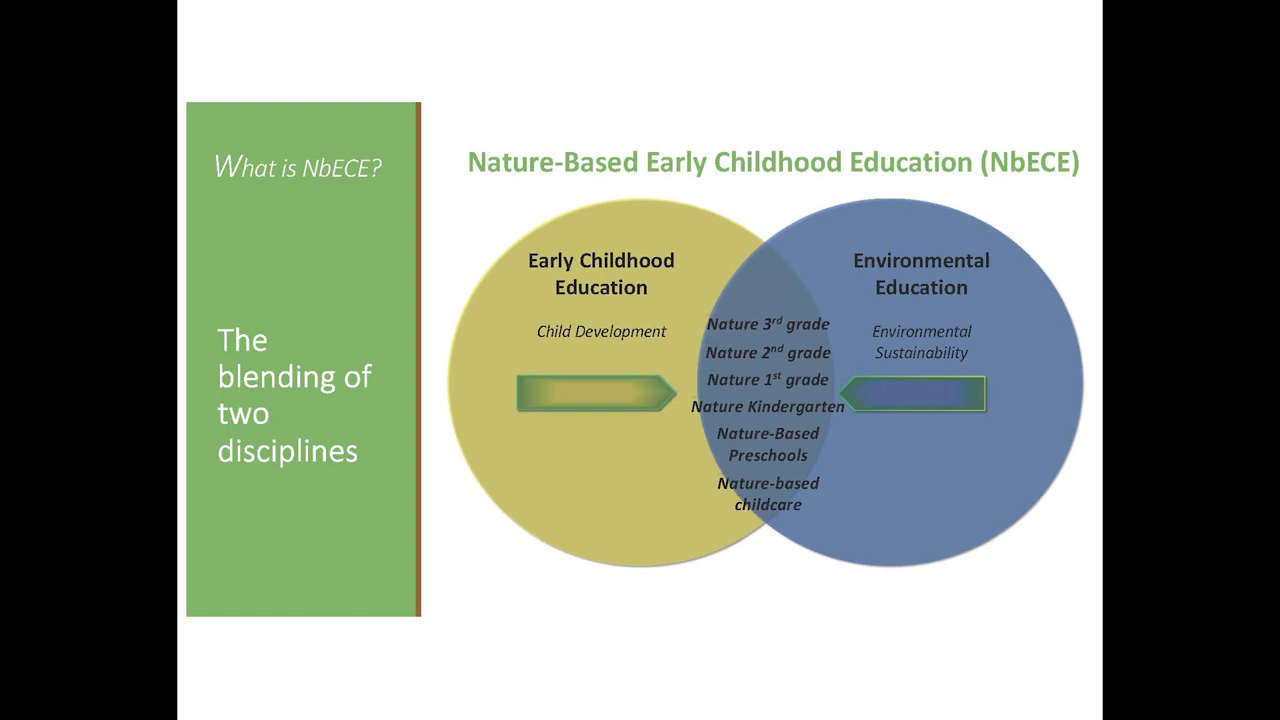 What is NbECE?
The
blending of
two
disciplines
Nature-Based Early Childhood Education (NbECE)
Early Childhood
Education
Child Development
Nature 3rd grade
Nature 2nd grade
Nature 1st grade
Nature Kindergarten
Nature-Based
Preschools
Nature-based
childcare
Environmental
Education
Environmental
Sustainability